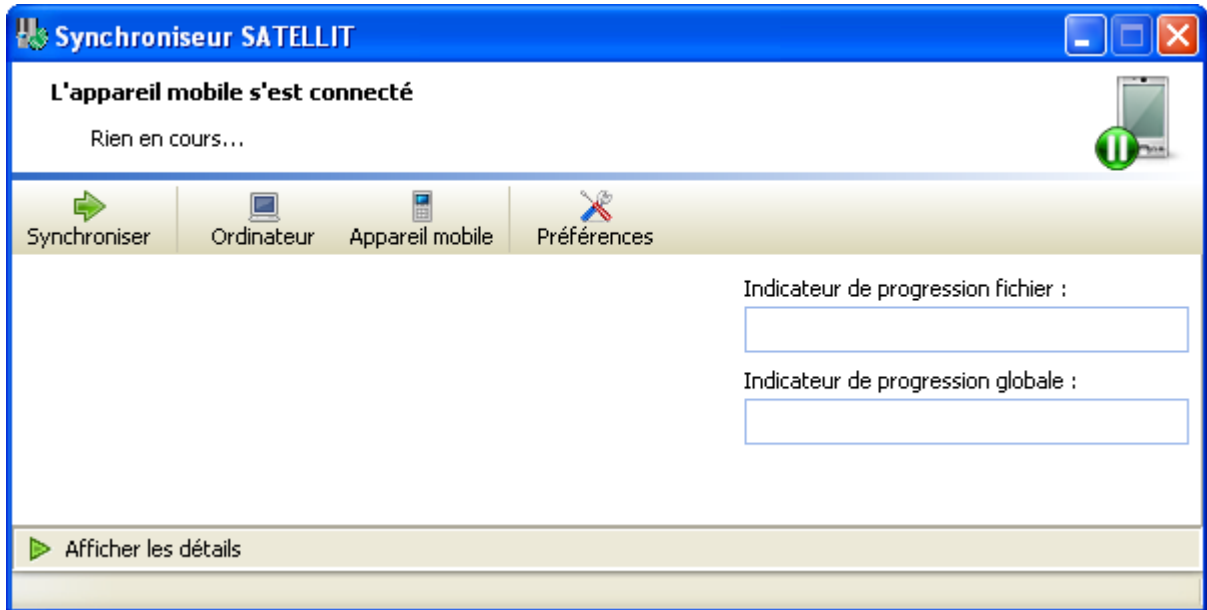 Synchroniseur SATELLIT
L'appareil mobile s'est connecté
Rien en cours...
Synchroniser Ordinateur Appareil mobile Préférences
Indicateur de progression fichier :
Indicateur de progression globale :
Afficher les détails